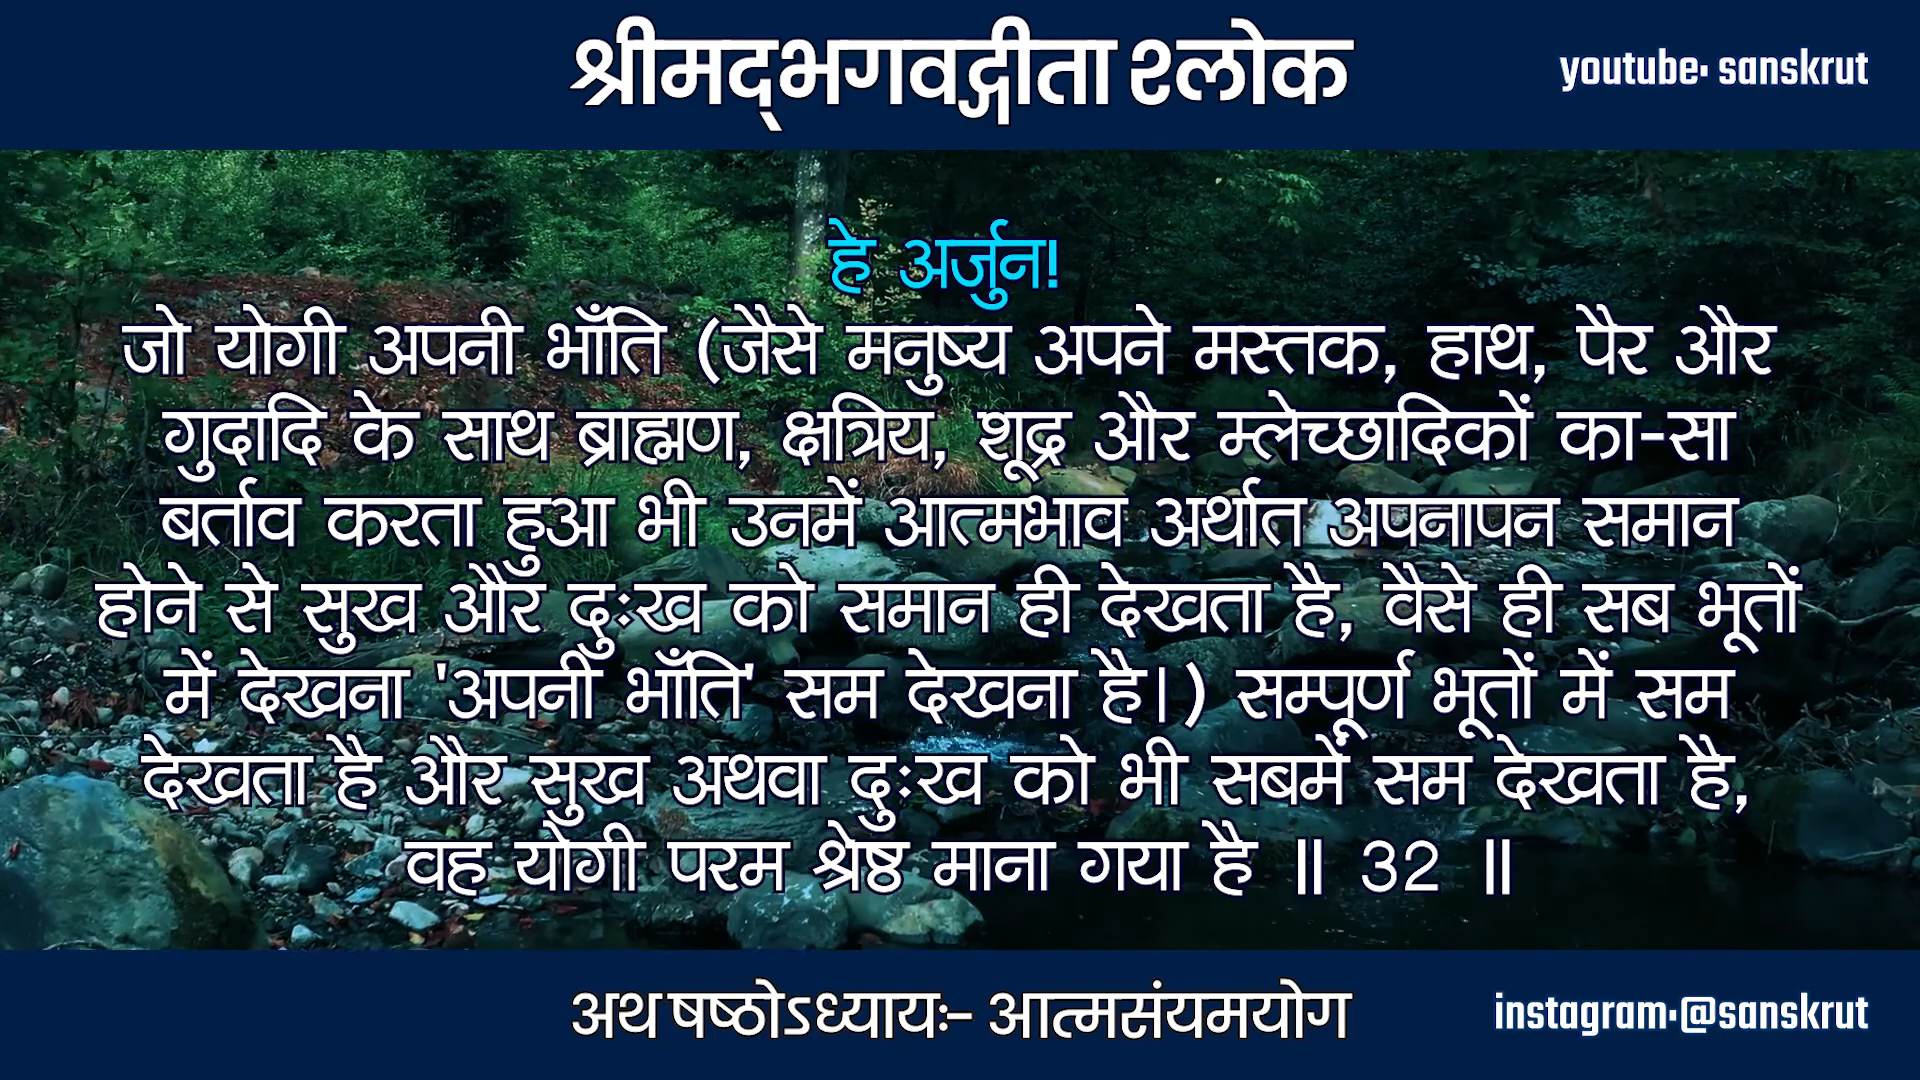 श्रीमद्भगवद्गीता श्लोक
youtube: sanskrut
हे अर्जुन!
जो योगी अपनी भाँति (जैसे मनुष्य अपने मस्तक, हाथ, पैर और
गुदादि के साथ ब्राह्मण, क्षत्रिय, शूद्र और म्लेच्छादिकों का-सा
बर्ताव करता हुआ भी उनमें आत्मभाव अर्थात अपनापन समान
होने से सुख और दुःख को समान ही देखता है, वैसे ही सब भूतों
में देखना 'अपनी भाँति' सम देखना है।) सम्पूर्ण भूतों में सम
देखता है और सुख अथवा दुःख को भी सबमें सम देखता है,
वह योगी परम श्रेष्ठ माना गया है ॥ 32 ॥
अथ षष्ठोऽध्यायः- आत्मसंयमयोग
instagram:@sanskrut